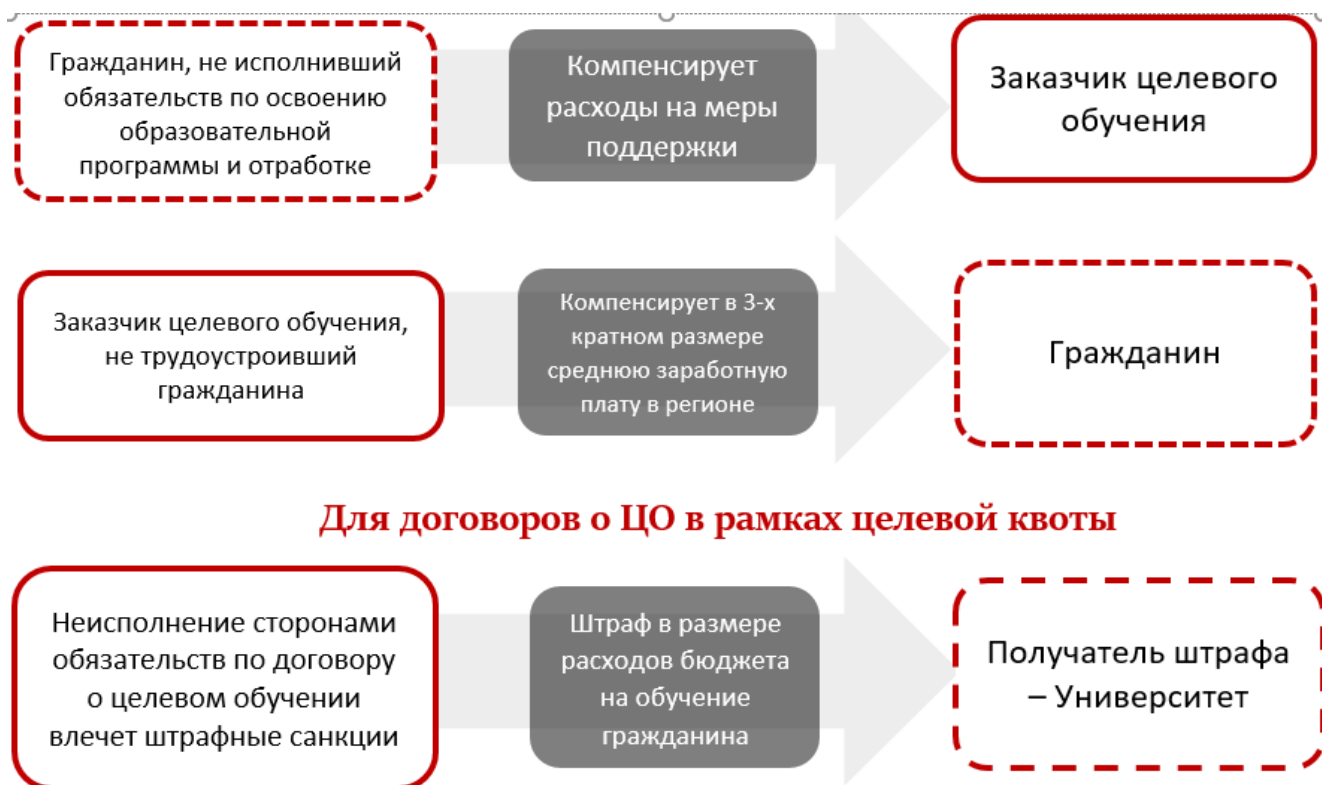 Гражданин, не исполнивший
обязательств по освоению
образовательной
программы и отработке
Компенсирует
расходы на меры
поддержки
Заказчик целевого
обучения
Заказчик целевого обучения,
не трудоустроивший
гражданина
Компенсирует в 3-х
кратном размере
среднюю заработную
плату в регионе
Гражданин
Для договоров о ЦО в рамках целевой квоты
Неисполнение сторонами
обязательств по договору
о целевом обучении
влечет штрафные санкции
Штраф в размере
расходов бюджета
на обучение
гражданина
Получатель штрафа
– Университет